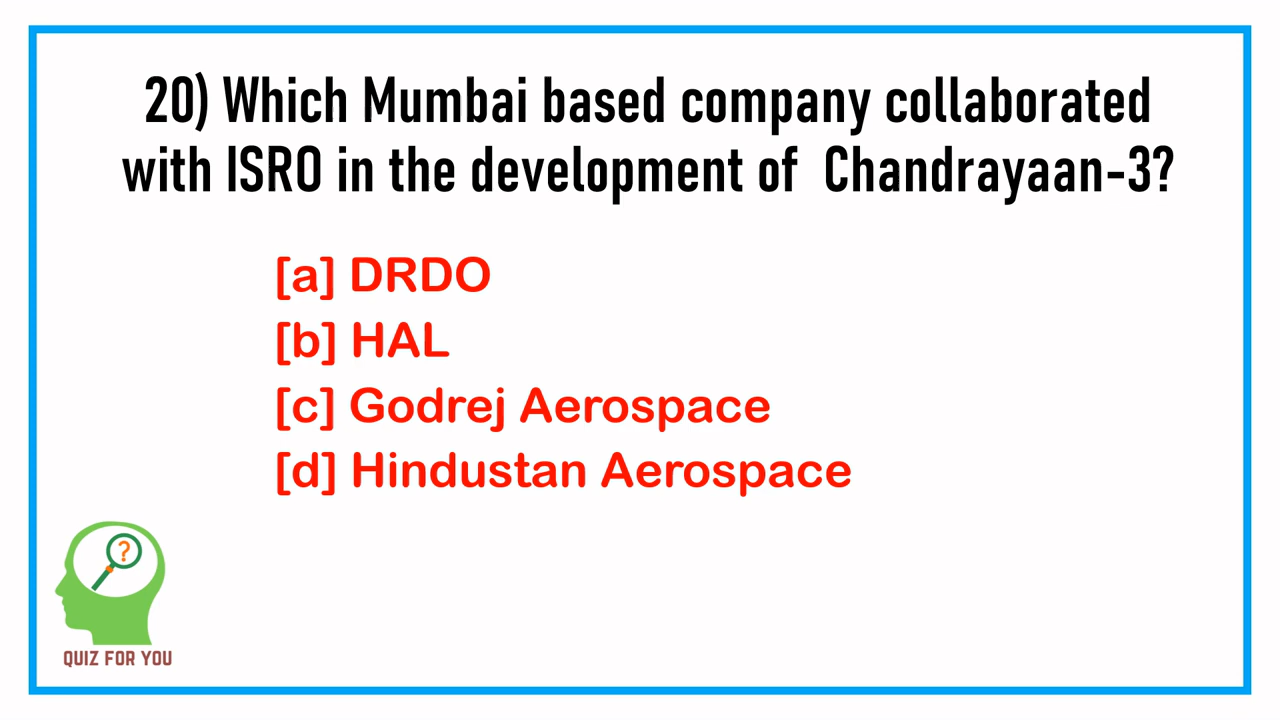 20) Which Mumbai based company collaborated
with ISRO in the development of Chandrayaan-3?
[a] DRDO
[b] HAL
[c] Godrej Aerospace
[d] Hindustan Aerospace
?
QUIZ FOR YOU